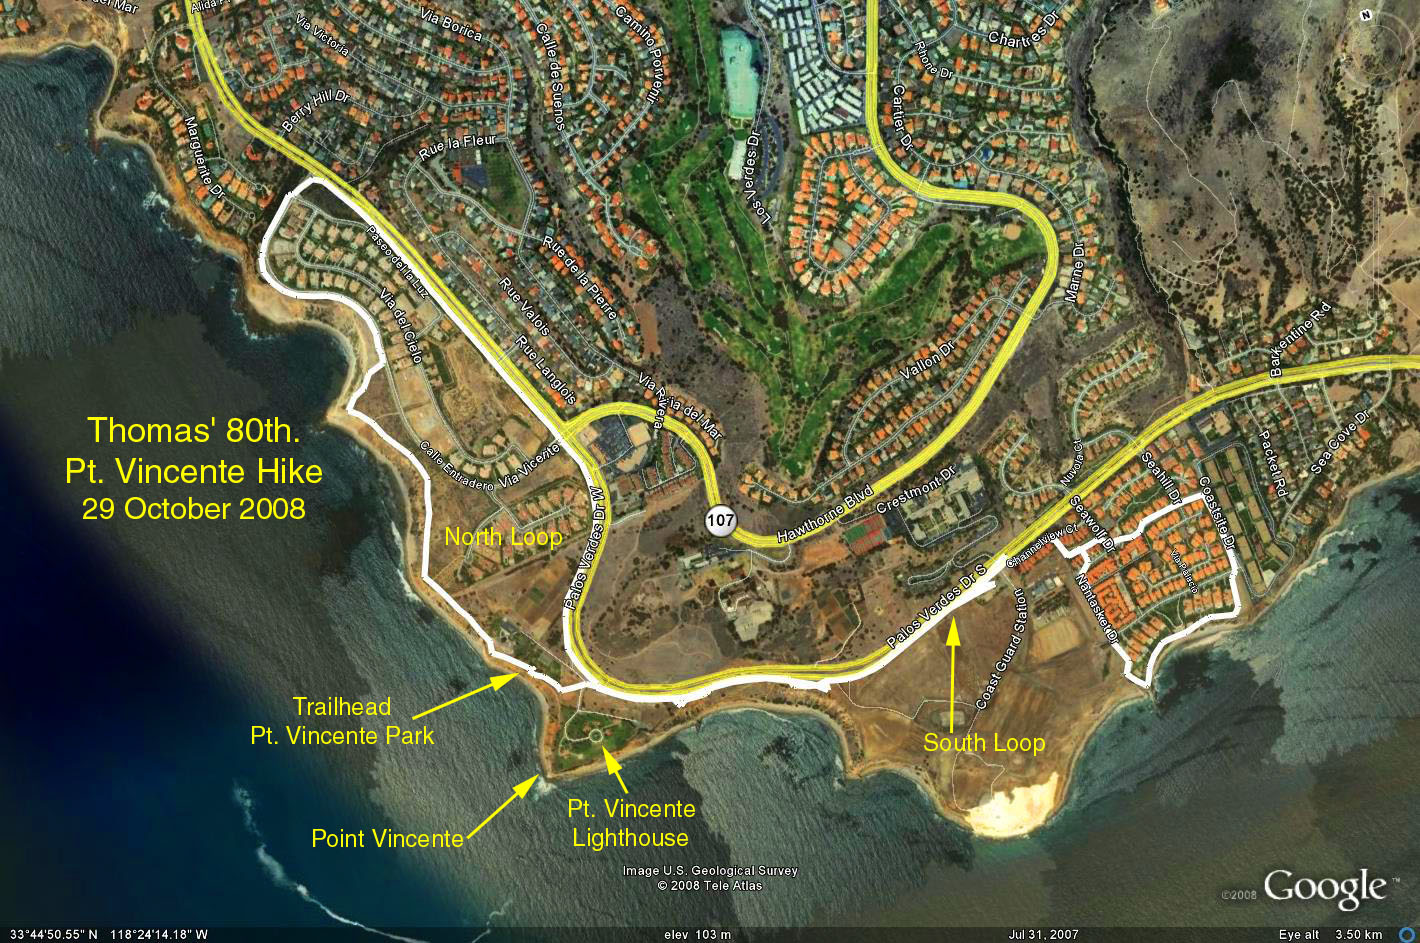 del Mar
Alida Pl
Via Victoria
Via Borica
Calle de Suenos
Camino Porvenir
Chartres Dr
Rhone Dr
N
Berry Hill Dr
Cartier Dr
Marguerite Dr
Rue la Fleur
Los Verdes Dr
Paseo del la Luz
Rue de la Pierre
Marne Dr
Via del Cielo
Rue Valois
Rue Langlois
Vallon Dr
Barkentine Rd
Via Rivera
Thomas' 80th.
Pt. Vincente Hike
29 October 2008
Calle Entradero
Via Vicente
Packet Rd
Sea Cove Dr
Nuvola Ct
Seahill Dr
Coastsite Dr
107
Hawthorne Blvd
Crestmont Dr
Seawolf Dr
Channelview Ct
North Loop
Palos Verdes Dr W
Palos Verdes Dr S
Via Palacio
Nantasket Dr
Coast Guard Station
Trailhead
Pt. Vincente Park
South Loop
Pt. Vincente
Lighthouse
Point Vincente
Image U.S. Geological Survey
© 2008 Tele Atlas
©2008 Google™
33°44'50.55" N 118°24'14.18" W
elev 103 m
Jul 31, 2007
Eye alt 3.50 km